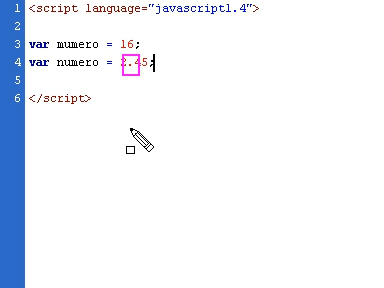 1 <script language="javascript1.4">
2
3 var mumero = 16;
4 var numero = 2.45;
5
6 </script>